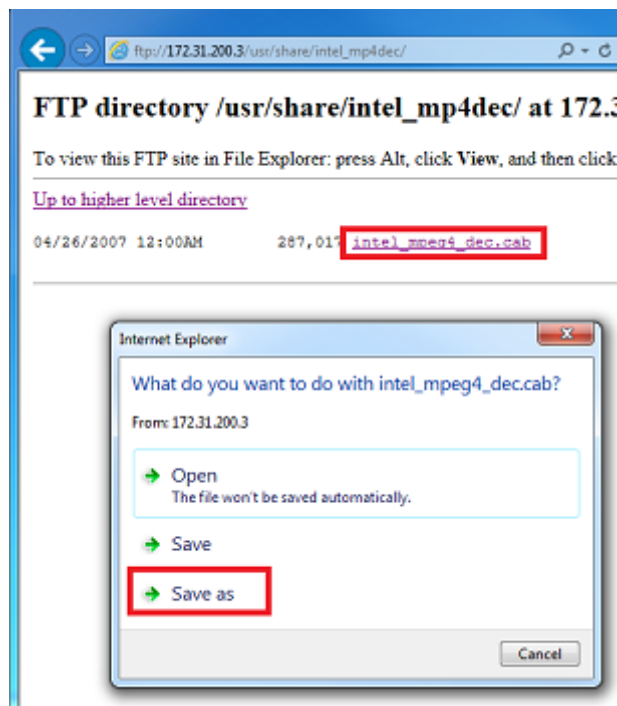 ftp://172.31.200.3/usr/share/intel_mp4dec/
FTP directory /usr/share/intel_mp4dec/ at 172.3
To view this FTP site in File Explorer: press Alt, click View, and then click
Up to higher level directory
04/26/2007 12:00AM 287,017 intel_mpeg4_dec.cab
Internet Explorer
What do you want to do with intel_mpeg4_dec.cab?
From: 172.31.200.3
Open
The file won't be saved automatically.
Save
Save as
Cancel